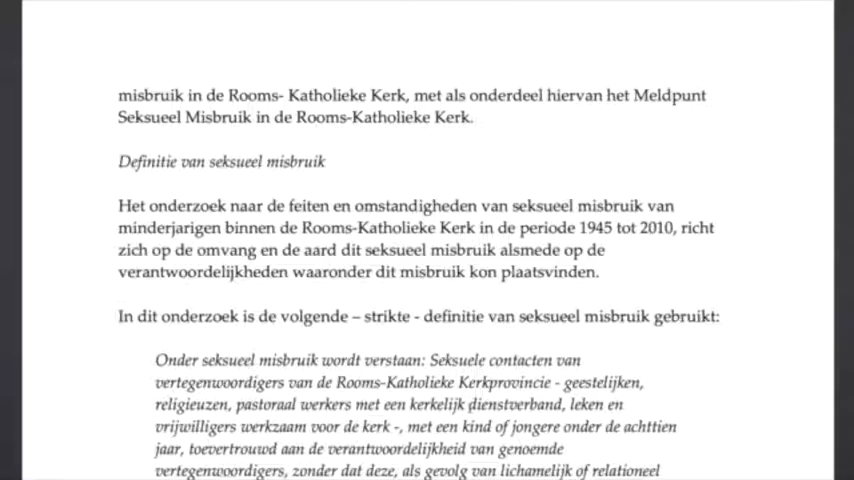 misbruik in de Rooms- Katholieke Kerk, met als onderdeel hiervan het Meldpunt
Seksueel Misbruik in de Rooms-Katholieke Kerk.
Definitie van seksueel misbruik
Het onderzoek naar de feiten en omstandigheden van seksueel misbruik van
minderjarigen binnen de Rooms-Katholieke Kerk in de periode 1945 tot 2010, richt
zich op de omvang en de aard dit seksueel misbruik alsmede op de
verantwoordelijkheden waaronder dit misbruik kon plaatsvinden.
In dit onderzoek is de volgende – strikte - definitie van seksueel misbruik gebruikt:
Onder seksueel misbruik wordt verstaan: Seksuele contacten van
vertegenwoordigers van de Rooms-Katholieke Kerkprovincie - geestelijken,
religieuzen, pastoraal werkers met een kerkelijk dienstverband, leken en
vrijwilligers werkzaam voor de kerk -, met een kind of jongere onder de achttien
jaar, toevertrouwd aan de verantwoordelijkheid van genoemde
vertegenwoordigers, zonder dat deze, als gevolg van lichamelijk of relationeel